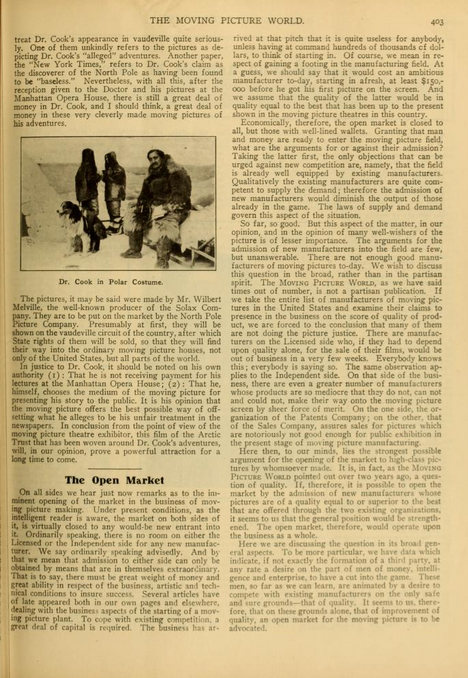 THE MOVING PICTURE WORLD.
403
treat Dr. Cook's appearance in vaudeville quite serious-
ly. One of them unkindly refers to the pictures as de-
picting Dr. Cook's "alleged" adventures. Another paper,
the "New York Times," refers to Dr. Cook's claim as
the discoverer of the North Pole as having been found
to be "baseless." Nevertheless, with all this, after the
reception given to the Doctor and his pictures at the
Manhattan Opera House, there is still a great deal of
money in Dr. Cook, and I should think, a great deal of
money in these very cleverly made moving pictures of
his adventures.
Dr. Cook in Polar Costume.
The pictures, it may be said were made by Mr. Wilbert
Melville, the well-known producer of the Solax Com-
pany. They are to be put on the market by the North Pole
Picture Company. Presumably at first, they will be
shown on the vaudeville circuit of the country, after which
State rights of them will be sold, so that they will find
their way into the ordinary moving picture houses, not
only of the United States, but all parts of the world.
In justice to Dr. Cook, it should be noted on his own
authority (1): That he is not receiving payment for his
lectures at the Manhattan Opera House; (2): That he,
himself, chooses the medium of the moving picture for
presenting his story to the public. It is his opinion that
the moving picture offers the best possible way of off-
setting what he alleges to be his unfair treatment in the
newspapers. In conclusion from the point of view of the
moving picture theatre exhibitor, this film of the Arctic
Trust that has been woven around Dr. Cook's adventures,
will, in our opinion, prove a powerful attraction for a
long time to come.
The Open Market
On all sides we hear just now remarks as to the im-
minent opening of the market in the business of mov-
ing picture making. Under present conditions, as the
intelligent reader is aware, the market on both sides of
it, is virtually closed to any would-be new entrant into
it. Ordinarily speaking, there is no room on either the
Licensed or the Independent side for any new manufac-
turer. We say ordinarily speaking advisedly. And by
that we mean that admission to either side can only be
obtained by means that are in themselves extraordinary.
That is to say, there must be great weight of money and
great ability in respect of the business, artistic and tech-
nical conditions to insure success. Several articles have
of late appeared both in our own pages and elsewhere,
dealing with the business aspects of the starting of a mov-
ing picture plant. To cope with existing competition, a
great deal of capital is required. The business has ar-
rived at that pitch that it is quite useless for anybody,
unless having at command hundreds of thousands of dol-
lars, to think of starting in. Of course, we mean in re-
spect of gaining a footing in the manufacturing field. At
a guess, we should say that it would cost an ambitious
manufacturer to-day, starting in afresh, at least $150,-
000 before he got his first picture on the screen. And
we assume that the quality of the latter would be in
quality equal to the best that has been up to the present
shown in the moving picture theatres in this country.
Economically, therefore, the open market is closed to
all, but those with well-lined wallets. Granting that man
and money are ready to enter the moving picture field,
what are the arguments for or against their admission?
Taking the latter first, the only objections that can be
urged against new competition are, namely, that the field
is already well equipped by existing manufacturers.
Qualitatively the existing manufacturers are quite com-
petent to supply the demand; therefore the admission of
new manufacturers would diminish the output of those
already in the game. The laws of supply and demand
govern this aspect of the situation.
So far, so good. But this aspect of the matter, in our
opinion, and in the opinion of many well-wishers of the
picture is of lesser importance. The arguments for the
admission of new manufacturers into the field are few,
but unanswerable. There are not enough good manu-
facturers of moving pictures to-day. We wish to discuss
this question in the broad, rather than in the partisan
spirit. The MOVING PICTURE WORLD, as we have said
times out of number, is not a partisan publication. If
we take the entire list of manufacturers of moving pic-
tures in the United States and examine their claims to
presence in the business on the score of quality of prod-
uct, we are forced to the conclusion that many of them
are not doing the picture justice. There are manufac-
turers on the Licensed side who, if they had to depend
upon quality alone, for the sale of their films, would be
out of business in a very few weeks. Everybody knows
this; everybody is saying so. The same observation ap-
plies to the Independent side. On that side of the busi-
ness, there are even a greater number of manufacturers
whose products are so mediocre that they do not, can not
and could not, make their way onto the moving picture
screen by sheer force of merit. On the one side, the or-
ganization of the Patents Company; on the other, that
of the Sales Company, assures sales for pictures which
are notoriously not good enough for public exhibition in
the present stage of moving picture manufacturing.
Here then, to our minds, lies the strongest possible
argument for the opening of the market to high-class pic-
tures by whomsoever made. It is, in fact, as the MOVING
PICTURE WORLD pointed out over two years ago, a ques-
tion of quality. If, therefore, it is possible to open the
market by the admission of new manufacturers whose
pictures are of a quality equal to or superior to the best
that are offered through the two existing organizations,
it seems to us that the general position would be strength-
ened. The open market, therefore, would operate upon
the business as a whole.
Here we are discussing the question in its broad gen-
eral aspects. To be more particular, we have data which
indicate, if not exactly the formation of a third party, at
any rate a desire on the part of men of money, intelli-
gence and enterprise, to have a cut into the game. These
men, so far as we can learn, are animated by a desire to
compete with existing manufacturers on the only safe
and sure grounds—that of quality. It seems to us, there-
fore, that on these grounds alone, that of improvement of
quality, an open market for the moving picture is to be
advocated.